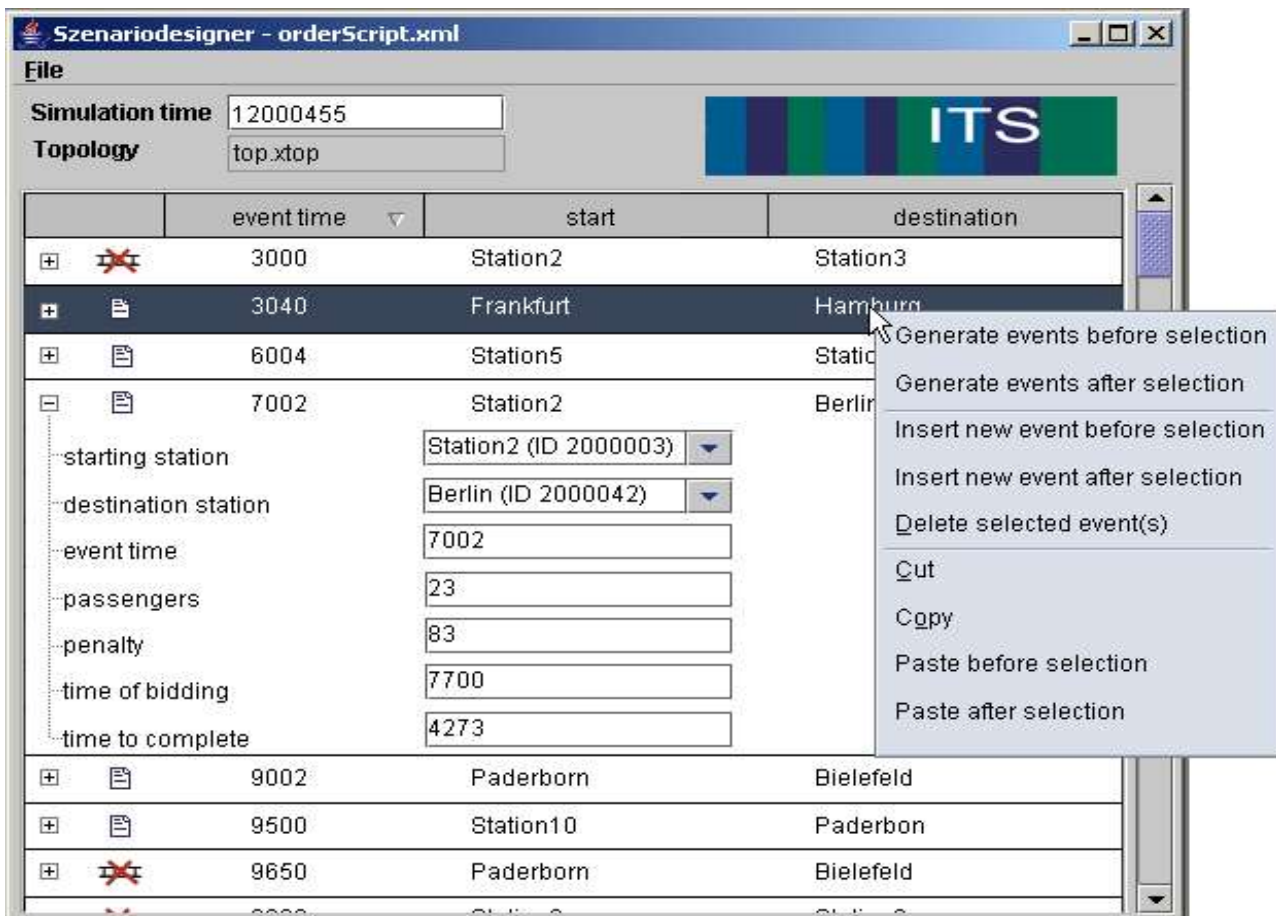 Szenariodesigner - orderScript.xml
File
Simulation time 12000455
Topology top.xtop
ITS
event time start destination
3000 Station2 Station3
3040 Frankfurt Hamburg
6004 Station5 Static
7002 Station2 Berlin
starting station Station2 (ID 2000003)
destination station Berlin (ID 2000042)
event time 7002
passengers 23
penalty 83
time of bidding 7700
time to complete 4273
9002 Paderborn Bielefeld
9500 Station10 Paderbon
9650 Paderborn Bielefeld
Generate events before selection
Generate events after selection
Insert new event before selection
Insert new event after selection
Delete selected event(s)
Cut
Copy
Paste before selection
Paste after selection